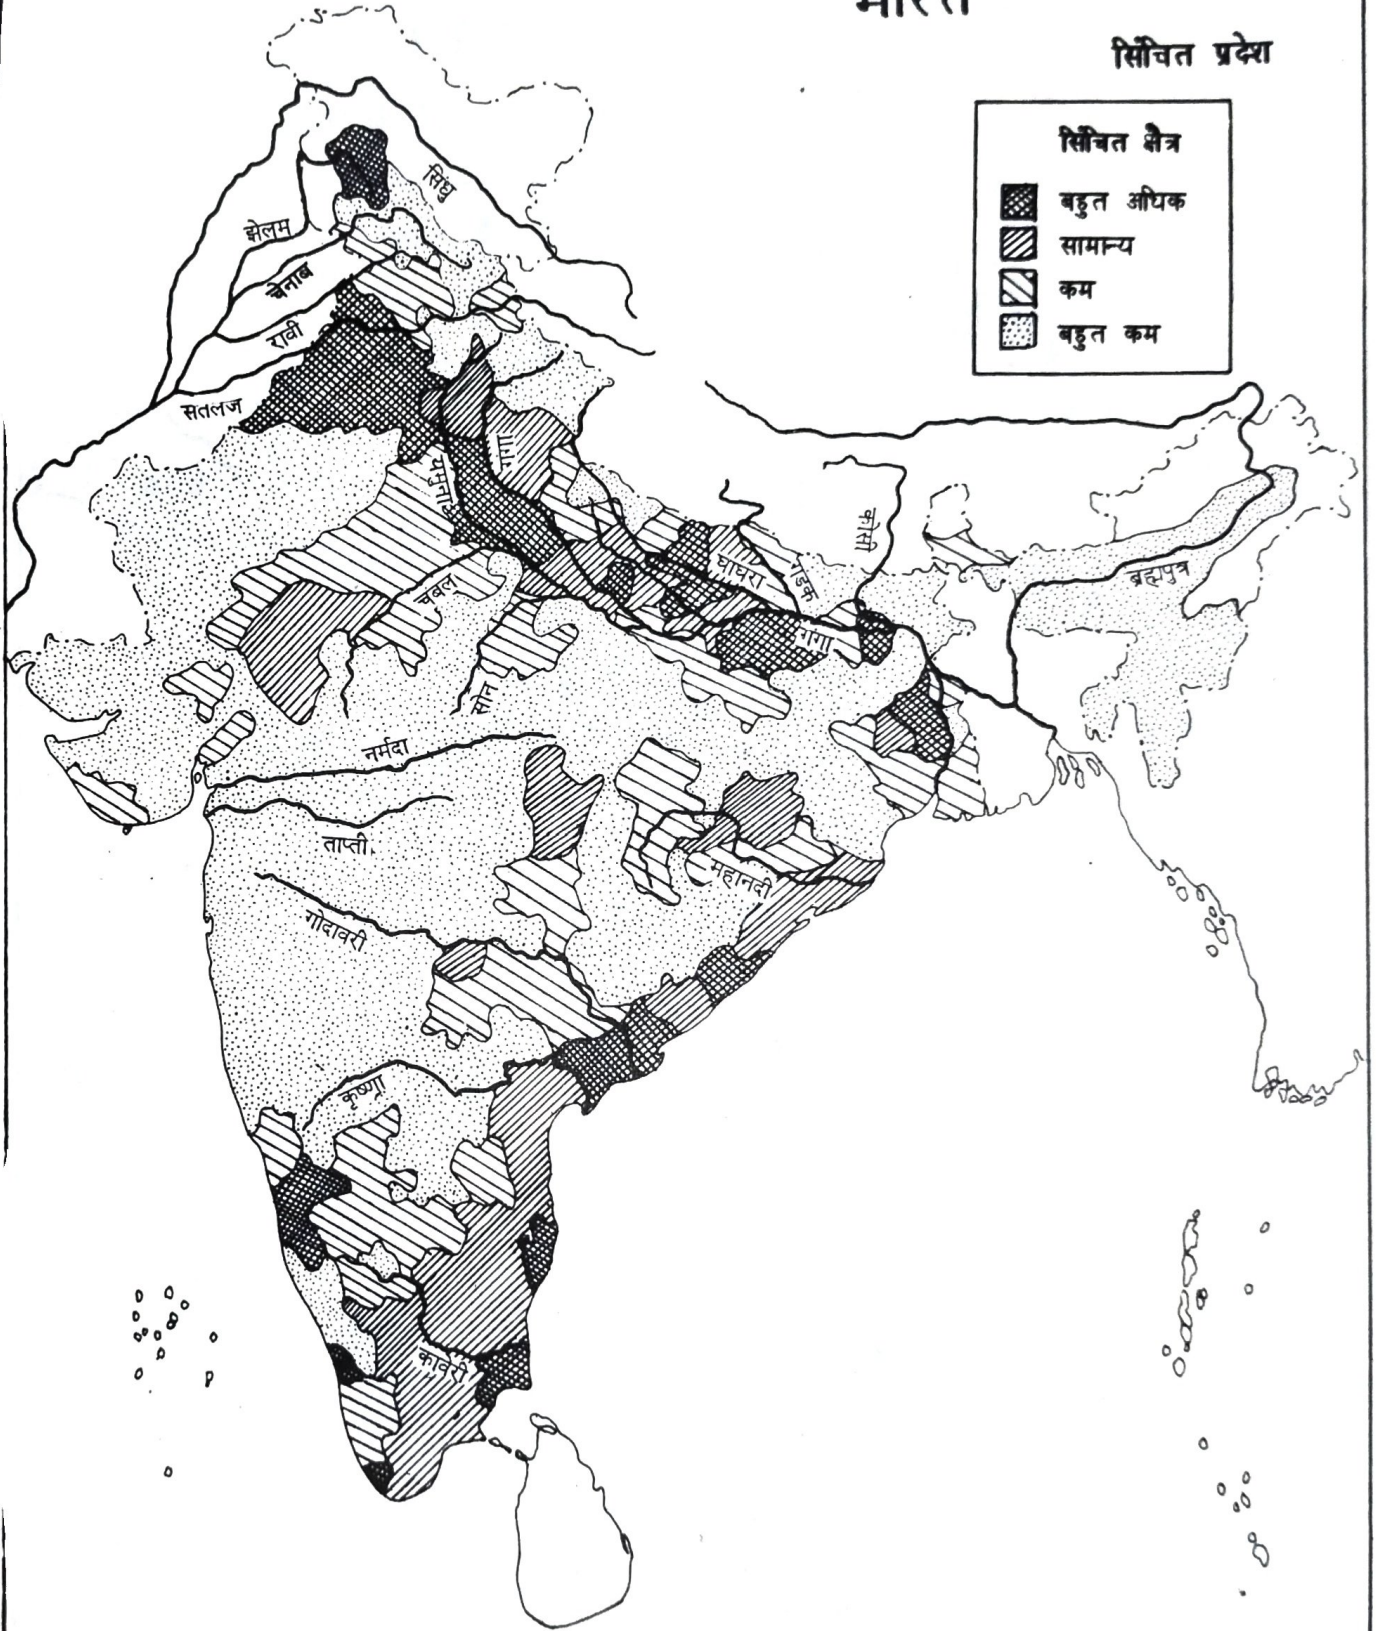 भारत
सिंचित प्रदेश
सिंचित क्षेत्र
बहुत अधिक
सामान्य
कम
बहुत कम
सिंधु
झेलम
चेनाब
रावी
सतलज
गंगा
यमुना
कोसी
घाघरा
गंडक
ब्रह्मपुत्र
चंबल
गंगा
सोन
नर्मदा
ताप्ती
महानदी
गोदावरी
कृष्णा
कावेरी